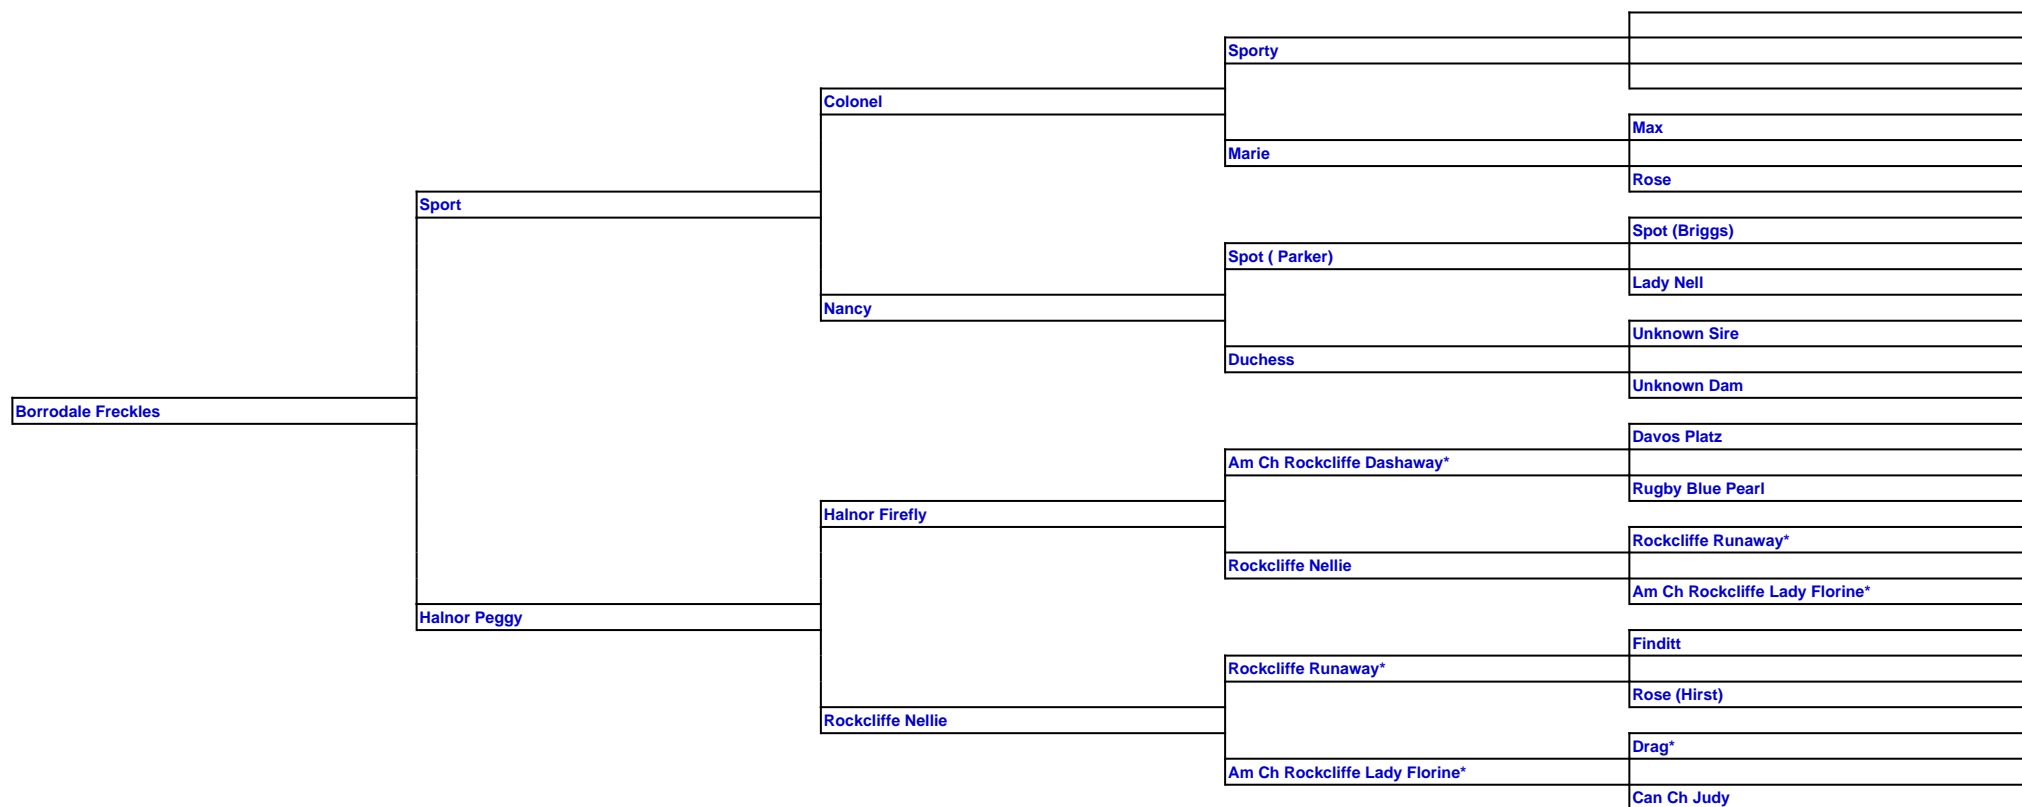 Sporty
Colonel
Max
Marie
Rose
Sport
Spot (Briggs)
Spot ( Parker)
Lady Nell
Nancy
Unknown Sire
Duchess
Unknown Dam
Borrodale Freckles
Davos Platz
Am Ch Rockcliffe Dashaway*
Rugby Blue Pearl
Halnor Firefly
Rockcliffe Runaway*
Rockcliffe Nellie
Am Ch Rockcliffe Lady Florine*
Halnor Peggy
Finditt
Rockcliffe Runaway*
Rose (Hirst)
Rockcliffe Nellie
Drag*
Am Ch Rockcliffe Lady Florine*
Can Ch Judy